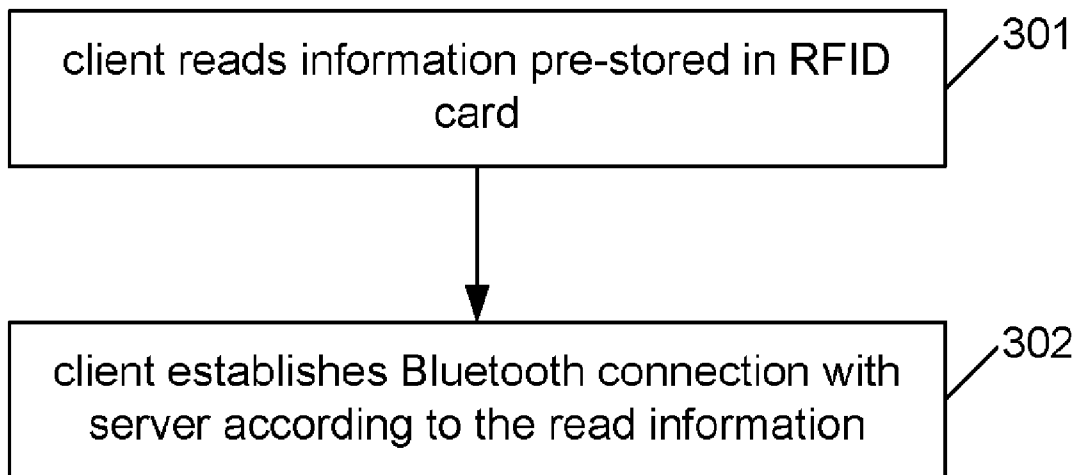 client reads information pre-stored in RFID
card
301
client establishes Bluetooth connection with
server according to the read information
302